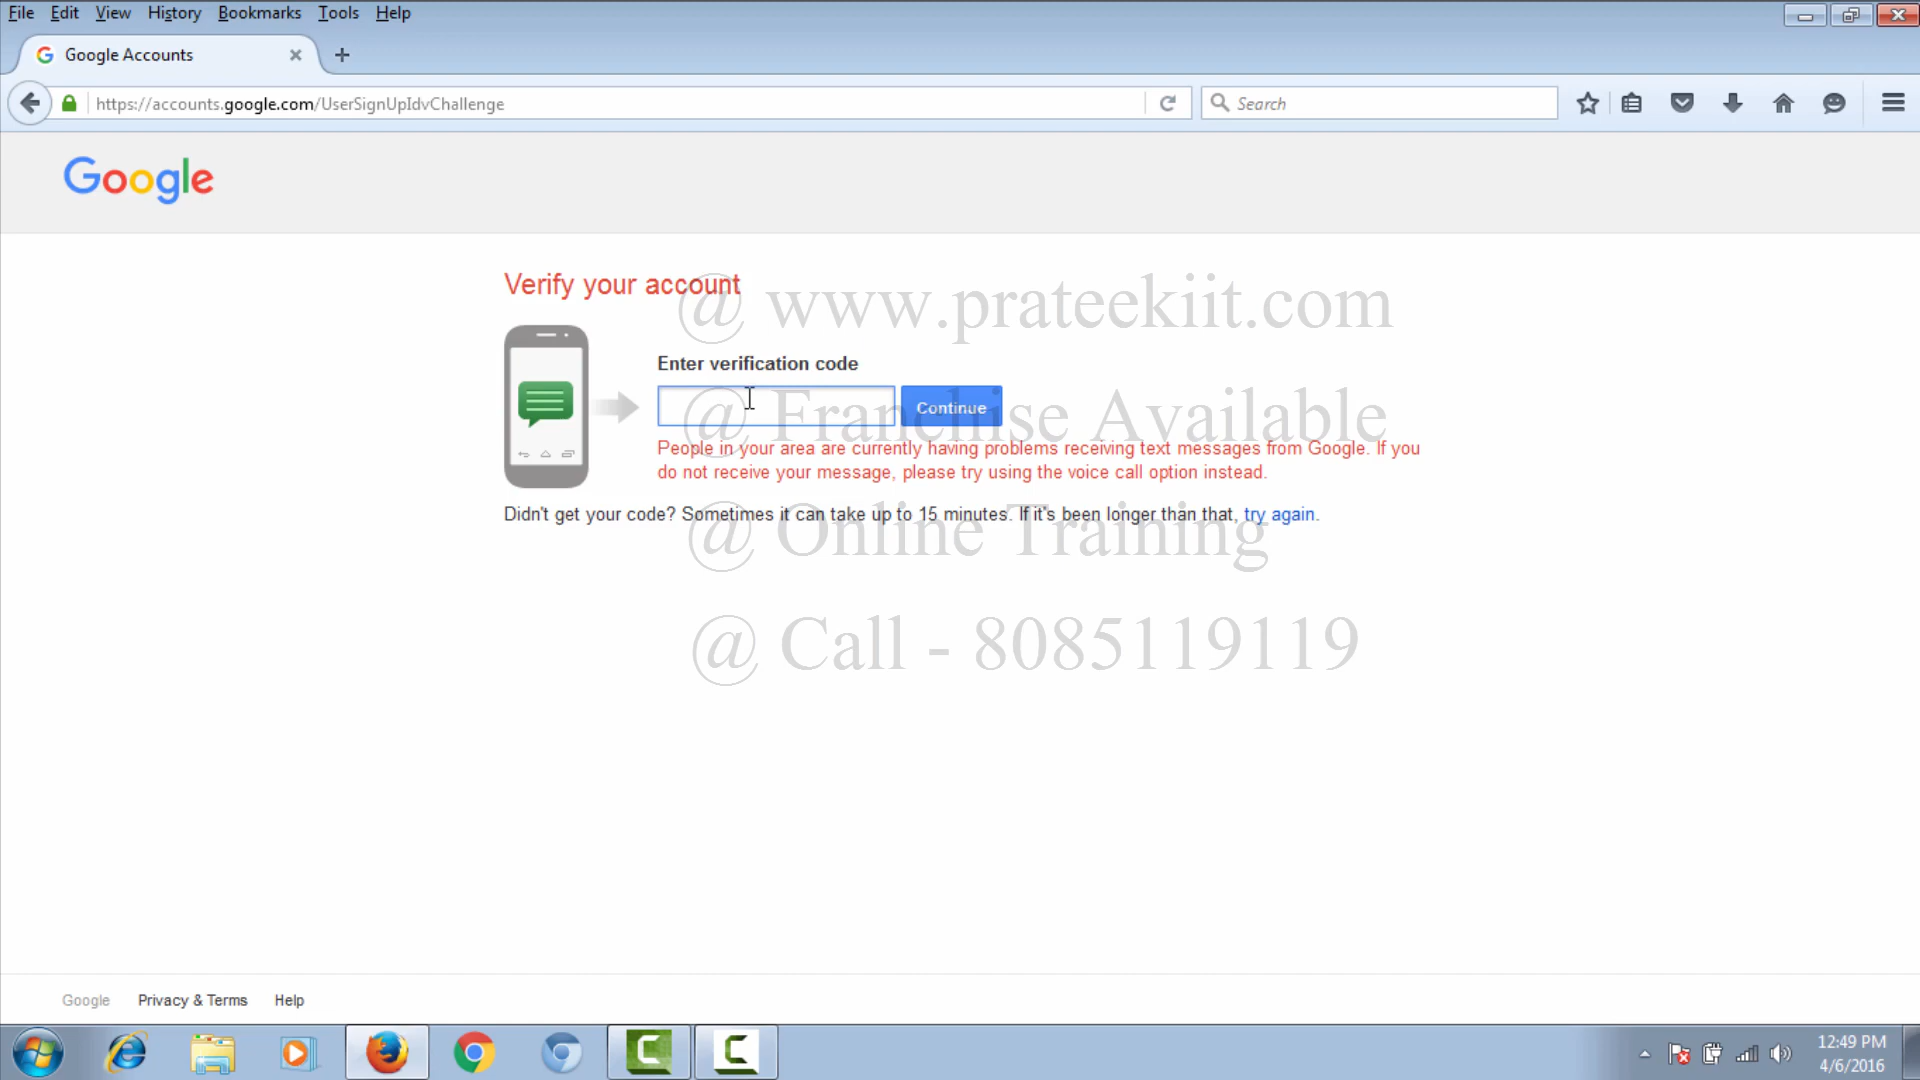 File Edit View History Bookmarks Tools Help
Google Accounts
https://accounts.google.com/UserSignUpIdvChallenge
Search
Google
Verify your account
@ www.prateekiit.com
Enter verification code
Continue
@ Franchise Available
People in your area are currently having problems receiving text messages from Google. If you
do not receive your message, please try using the voice call option instead.
Didn't get your code? Sometimes it can take up to 15 minutes. If it's been longer than that, try again.
@ Online Training
@ Call - 8085119119
Google Privacy & Terms Help
12:49 PM
4/6/2016